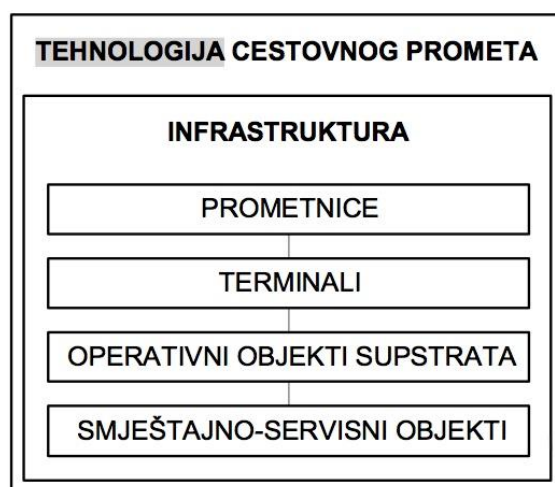 TEHNOLOGIJA CESTOVNOG PROMETA
INFRASTRUKTURA
PROMETNICE
TERMINALI
OPERATIVNI OBJEKTI SUPSTRATA
SMJEŠTAJNO-SERVISNI OBJEKTI